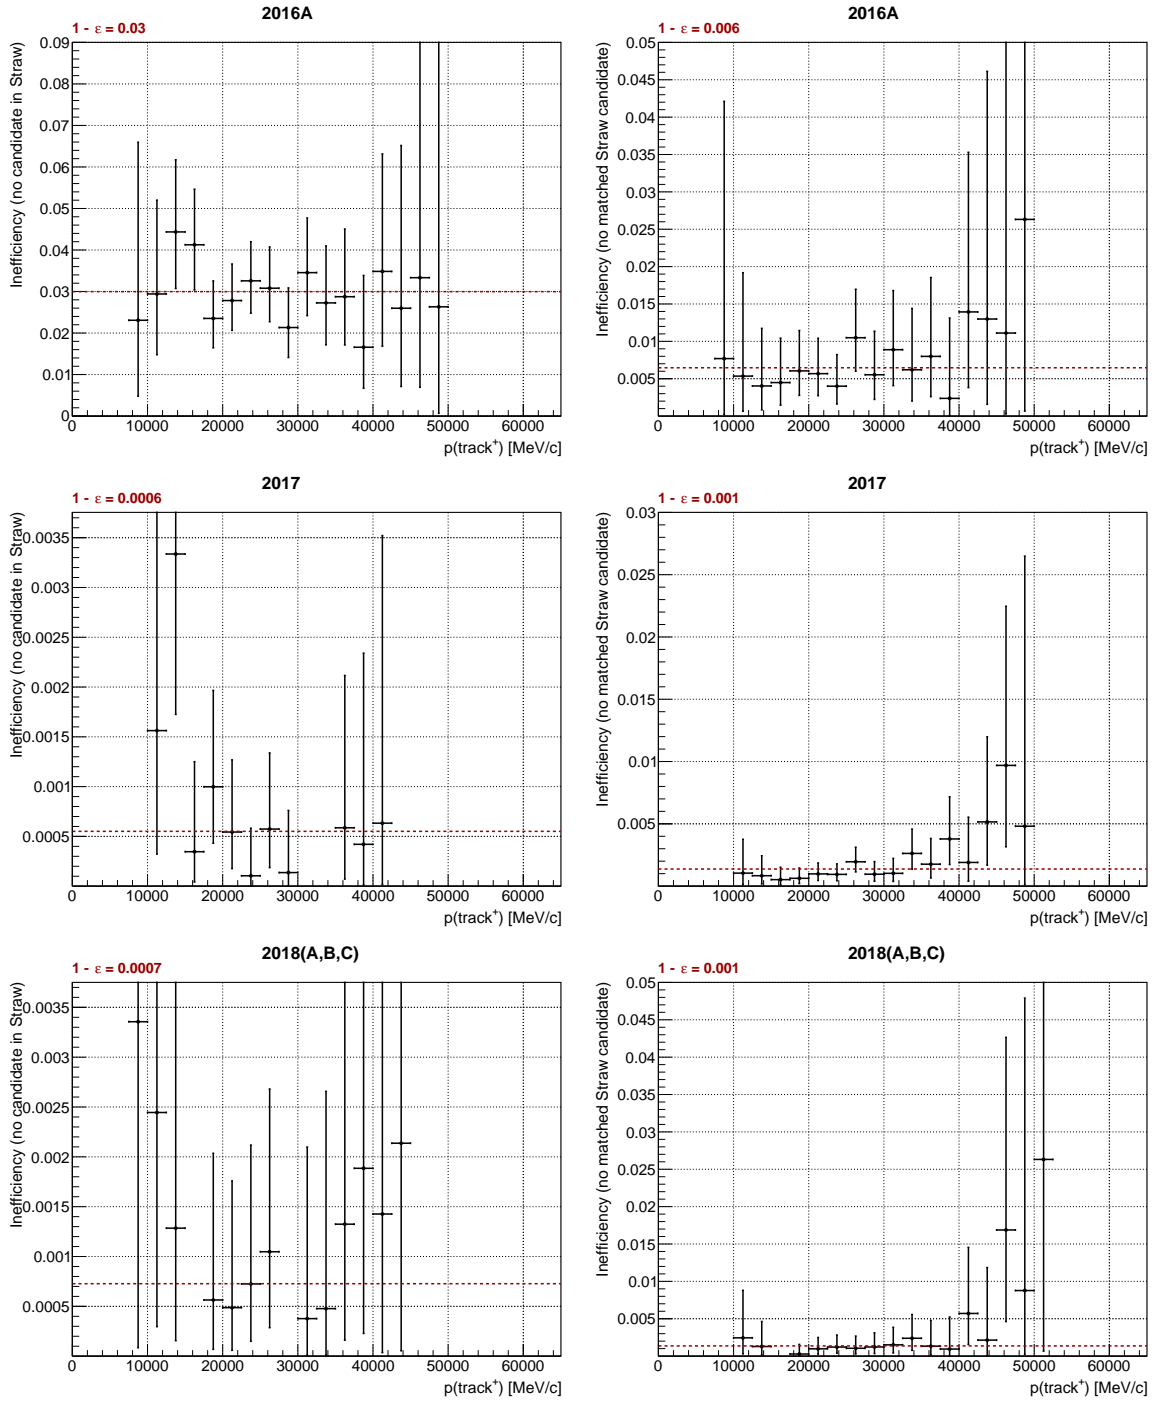 2016A
1 - ε = 0.03
Inefficiency (no candidate in Straw)
0.09
0.08
0.07
0.06
0.05
0.04
0.03
0.02
0.01
0
0 10000 20000 30000 40000 50000 60000
p(track+) [MeV/c]
2016A
1 - ε = 0.006
Inefficiency (no matched Straw candidate)
0.05
0.045
0.04
0.035
0.03
0.025
0.02
0.015
0.01
0.005
0 10000 20000 30000 40000 50000 60000
p(track+) [MeV/c]
2017
1 - ε = 0.0006
Inefficiency (no candidate in Straw)
0.0035
0.003
0.0025
0.002
0.0015
0.001
0.0005
0 10000 20000 30000 40000 50000 60000
p(track+) [MeV/c]
2017
1 - ε = 0.001
Inefficiency (no matched Straw candidate)
0.03
0.025
0.02
0.015
0.01
0.005
0 10000 20000 30000 40000 50000 60000
p(track+) [MeV/c]
2018(A,B,C)
1 - ε = 0.0007
Inefficiency (no candidate in Straw)
0.0035
0.003
0.0025
0.002
0.0015
0.001
0.0005
0 10000 20000 30000 40000 50000 60000
p(track+) [MeV/c]
2018(A,B,C)
1 - ε = 0.001
Inefficiency (no matched Straw candidate)
0.05
0.045
0.04
0.035
0.03
0.025
0.02
0.015
0.01
0.005
0 10000 20000 30000 40000 50000 60000
p(track+) [MeV/c]